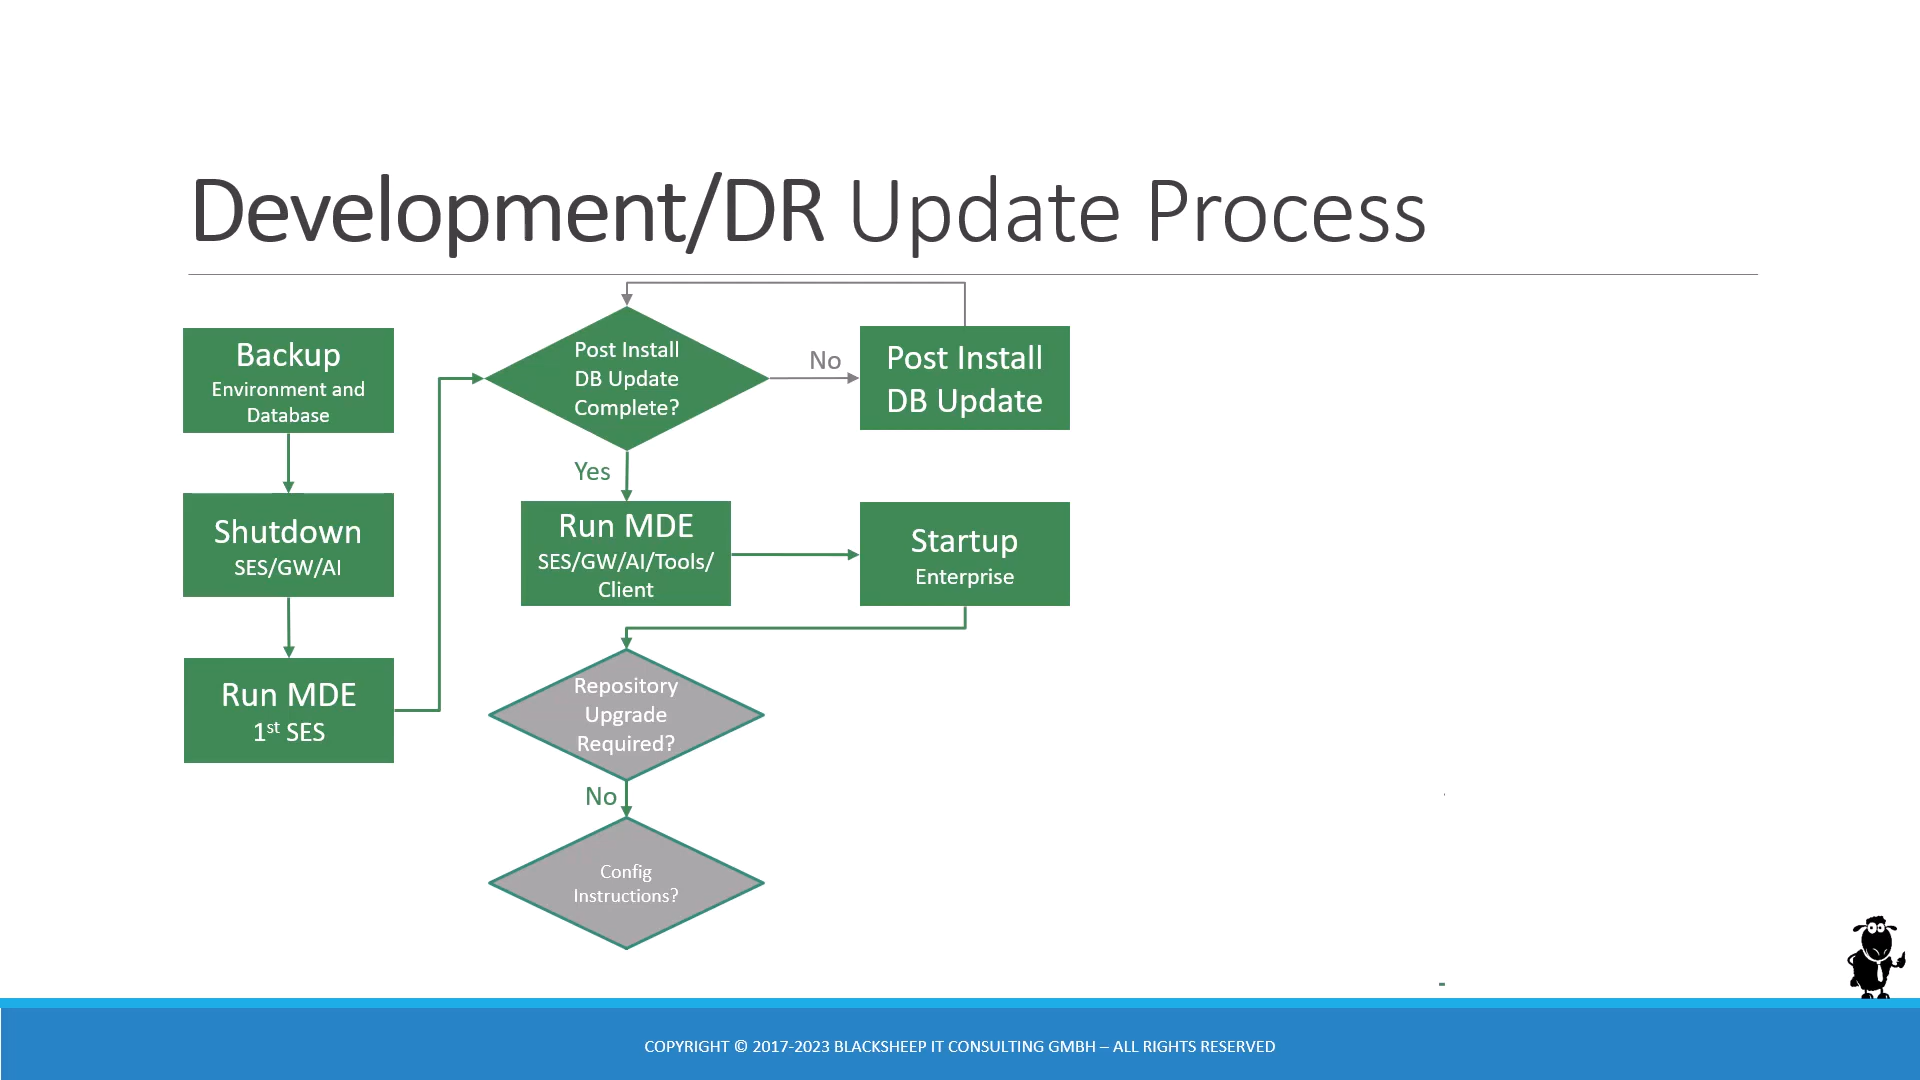 Development/DR Update Process
Backup
Environment and
Database
Shutdown
SES/GW/AI
Run MDE
1st SES
Post Install
DB Update
Complete?
No
Post Install
DB Update
Yes
Run MDE
SES/GW/AI/Tools/
Client
Startup
Enterprise
Repository
Upgrade
Required?
No
Config
Instructions?
COPYRIGHT © 2017-2023 BLACKSHEEP IT CONSULTING GMBH – ALL RIGHTS RESERVED